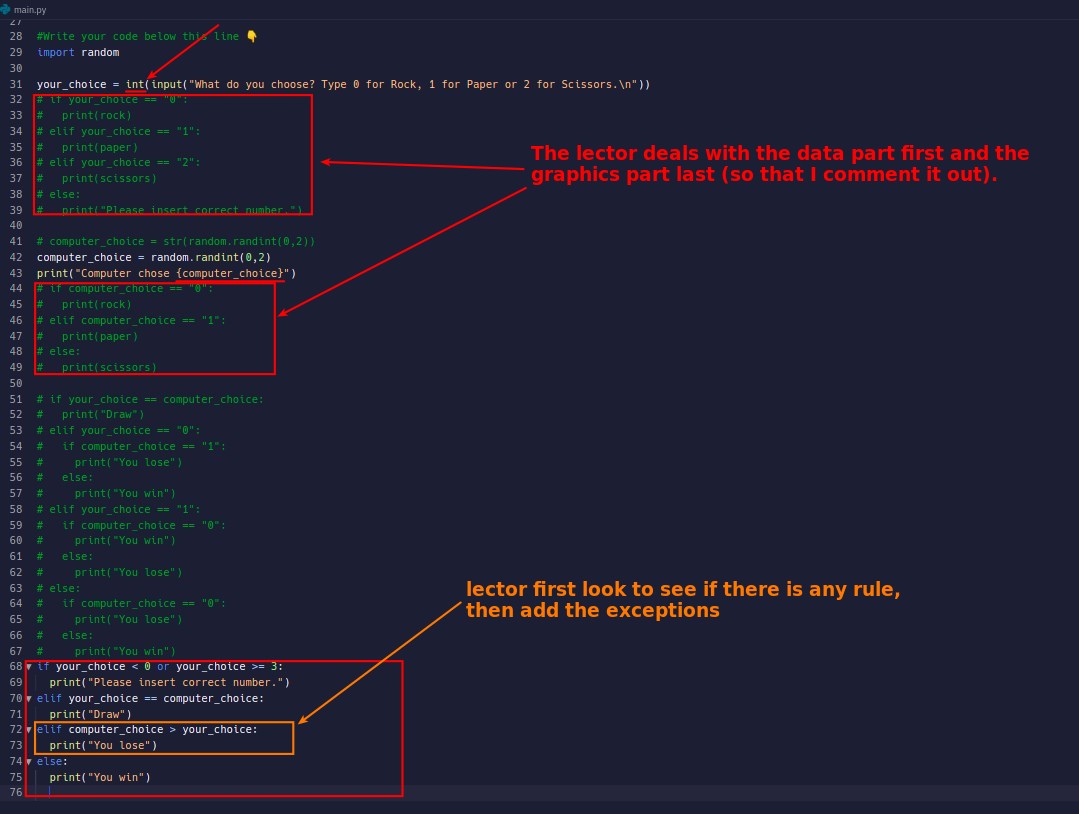 main.py
27
28 #Write your code below this line 👇
29 import random
30
31 your_choice = int(input("What do you choose? Type 0 for Rock, 1 for Paper or 2 for Scissors.\n"))
32 # if your_choice == "0":
33 #   print(rock)
34 # elif your_choice == "1":
35 #   print(paper)
36 # elif your_choice == "2":
37 #   print(scissors)
38 # else:
39 #   print("Please insert correct number.")
The lector deals with the data part first and the
graphics part last (so that I comment it out).
40
41 # computer_choice = str(random.randint(0,2))
42 computer_choice = random.randint(0,2)
43 print("Computer chose {computer_choice}")
44 # if computer_choice == "0":
45 #   print(rock)
46 # elif computer_choice == "1":
47 #   print(paper)
48 # else:
49 #   print(scissors)
50
51 # if your_choice == computer_choice:
52 #   print("Draw")
53 # elif your_choice == "0":
54 #   if computer_choice == "1":
55 #     print("You lose")
56 #   else:
57 #     print("You win")
58 # elif your_choice == "1":
59 #   if computer_choice == "0":
60 #     print("You win")
61 #   else:
62 #     print("You lose")
63 # else:
64 #   if computer_choice == "0":
65 #     print("You lose")
66 #   else:
67 #     print("You win")
lector first look to see if there is any rule,
then add the exceptions
68 if your_choice < 0 or your_choice >= 3:
69   print("Please insert correct number.")
70 elif your_choice == computer_choice:
71   print("Draw")
72 elif computer_choice > your_choice:
73   print("You lose")
74 else:
75   print("You win")
76